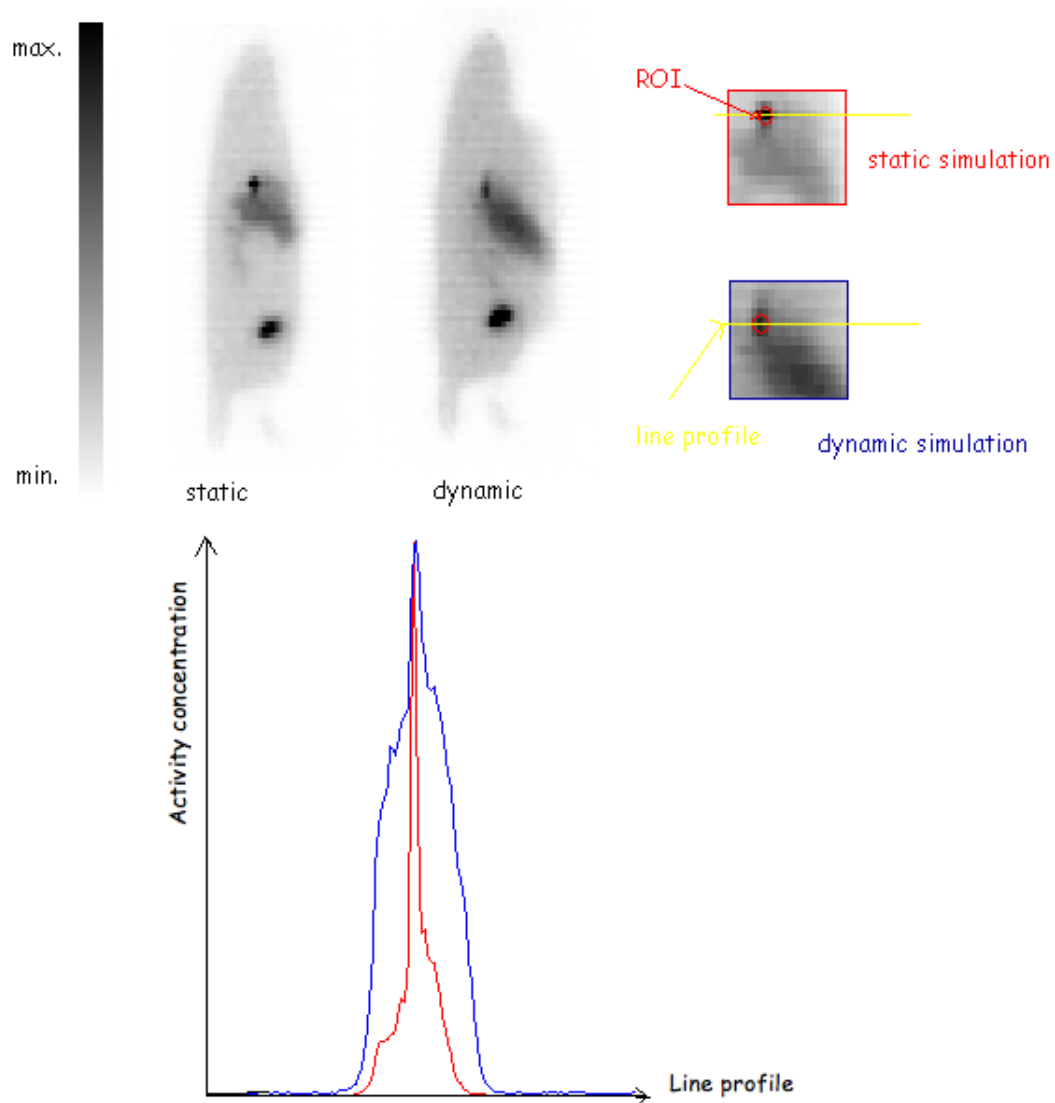 max.
min.
static
dynamic
ROI
static simulation
line profile
dynamic simulation
Activity concentration
Line profile